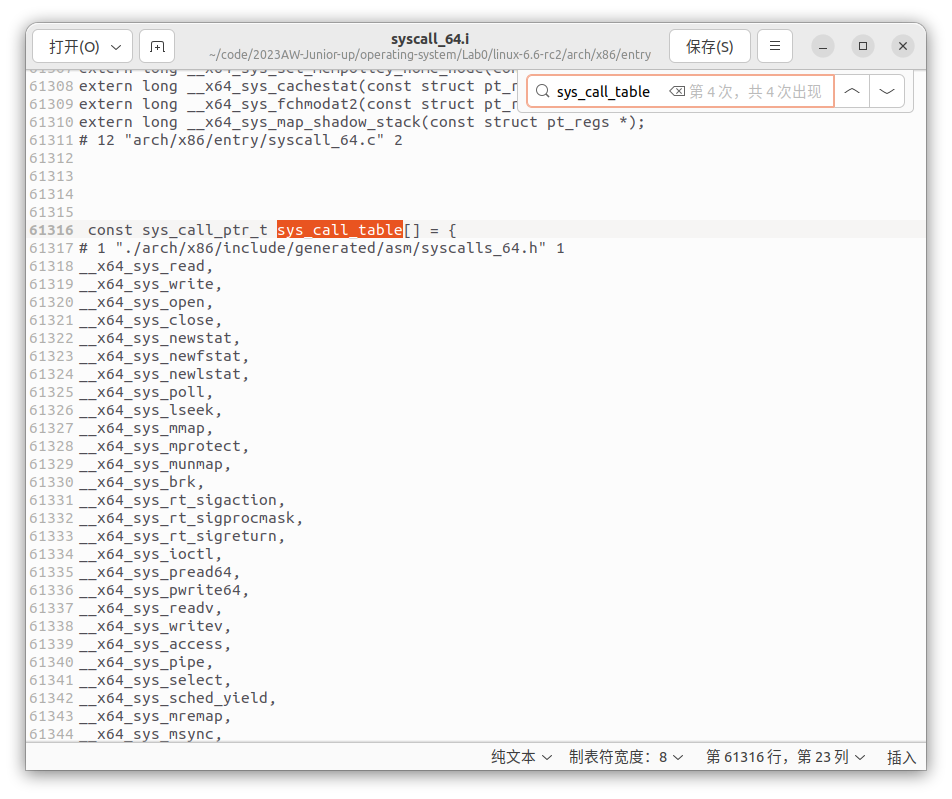 打开(O)
syscall_64.i
~/code/2023AW-Junior-up/operating-system/Lab0/linux-6.6-rc2/arch/x86/entry
保存(S)
sys_call_table 第 4 次，共 4 次出现
61308 extern long __x64_sys_cachestat(const struct pt_r
61309 extern long __x64_sys_fchmodat2(const struct pt_r
61310 extern long __x64_sys_map_shadow_stack(const struct pt_regs *);
61311 # 12 "arch/x86/entry/syscall_64.c" 2
61312
61313
61314
61315
61316 const sys_call_ptr_t sys_call_table[] = {
61317 # 1 "./arch/x86/include/generated/asm/syscalls_64.h" 1
61318 __x64_sys_read,
61319 __x64_sys_write,
61320 __x64_sys_open,
61321 __x64_sys_close,
61322 __x64_sys_newstat,
61323 __x64_sys_newfstat,
61324 __x64_sys_newlstat,
61325 __x64_sys_poll,
61326 __x64_sys_lseek,
61327 __x64_sys_mmap,
61328 __x64_sys_mprotect,
61329 __x64_sys_munmap,
61330 __x64_sys_brk,
61331 __x64_sys_rt_sigaction,
61332 __x64_sys_rt_sigprocmask,
61333 __x64_sys_rt_sigreturn,
61334 __x64_sys_ioctl,
61335 __x64_sys_pread64,
61336 __x64_sys_pwrite64,
61337 __x64_sys_readv,
61338 __x64_sys_writev,
61339 __x64_sys_access,
61340 __x64_sys_pipe,
61341 __x64_sys_select,
61342 __x64_sys_sched_yield,
61343 __x64_sys_mremap,
61344 __x64_sys_msync,
纯文本 制表符宽度：8 第 61316 行，第 23 列 插入